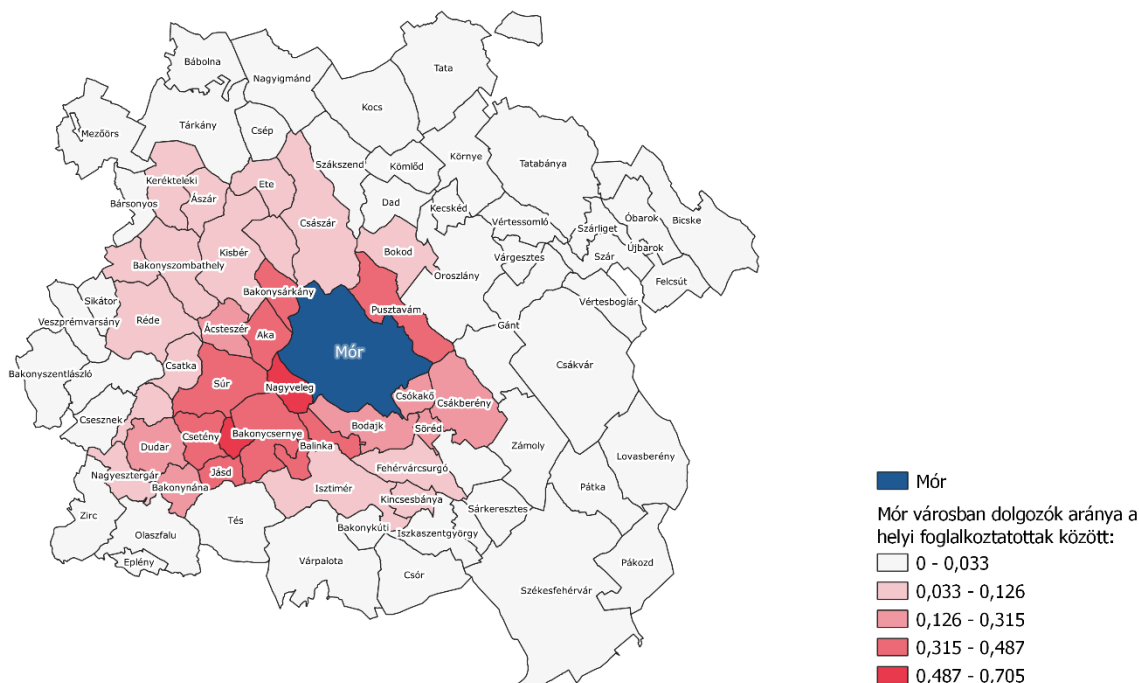 Bábolna
Nagyigmánd
Tata
Kocs
Mezőörs
Tárkány
Csép
Szákszend
Kömlőd
Környe
Tatabánya
Kerékteleki
Ete
Ászár
Bársonyos
Dad
Kecskéd
Császár
Vértessomló
Szárliget
Óbarok
Bicske
Újbarok
Bokod
Kisbér
Bakonyszombathely
Oroszlány
Várgesztes
Szár
Felcsút
Bakonysárkány
Sikátor
Veszprémvarsány
Réde
Ácsteszér
Aka
Pusztavám
Vértesboglár
Gánt
Mór
Csákvár
Bakonyszentlászló
Csatka
Súr
Nagyveleg
Csókakő
Csákberény
Csesznek
Csetény
Bakonycsernye
Bodajk
Söréd
Dudar
Balinka
Zámoly
Lovasberény
Nagyesztergár
Jásd
Bakonynána
Isztimér
Fehérvárcsurgó
Pátka
Kincsesbánya
Zirc
Tés
Sárkeresztes
Olaszfalu
Bakonykúti
Iszkaszentgyörgy
Eplény
Várpalota
Csór
Székesfehérvár
Pákozd
Mór
Mór városban dolgozók aránya a
helyi foglalkoztatottak között:
0 - 0,033
0,033 - 0,126
0,126 - 0,315
0,315 - 0,487
0,487 - 0,705